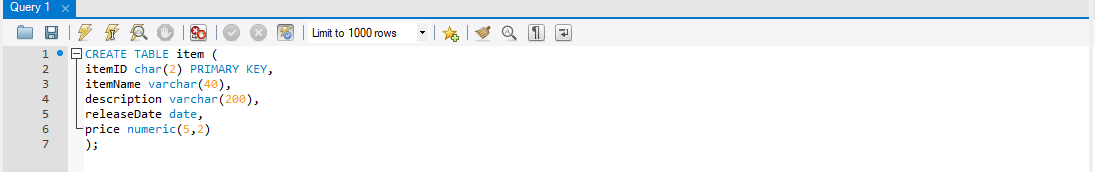 Query 1
Limit to 1000 rows
1 CREATE TABLE item (
2 itemID char(2) PRIMARY KEY,
3 itemName varchar(40),
4 description varchar(200),
5 releaseDate date,
6 price numeric(5,2)
7 );